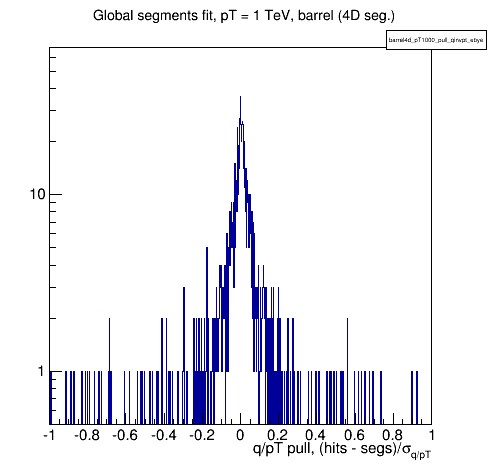 Global segments fit, pT = 1 TeV, barrel (4D seg.)
barrel4d_pT1000_pull_qinvpt_ebye
10
1
-1 -0.8 -0.6 -0.4 -0.2 0 0.2 0.4 0.6 0.8 1
q/pT pull, (hits - segs)/σq/pT